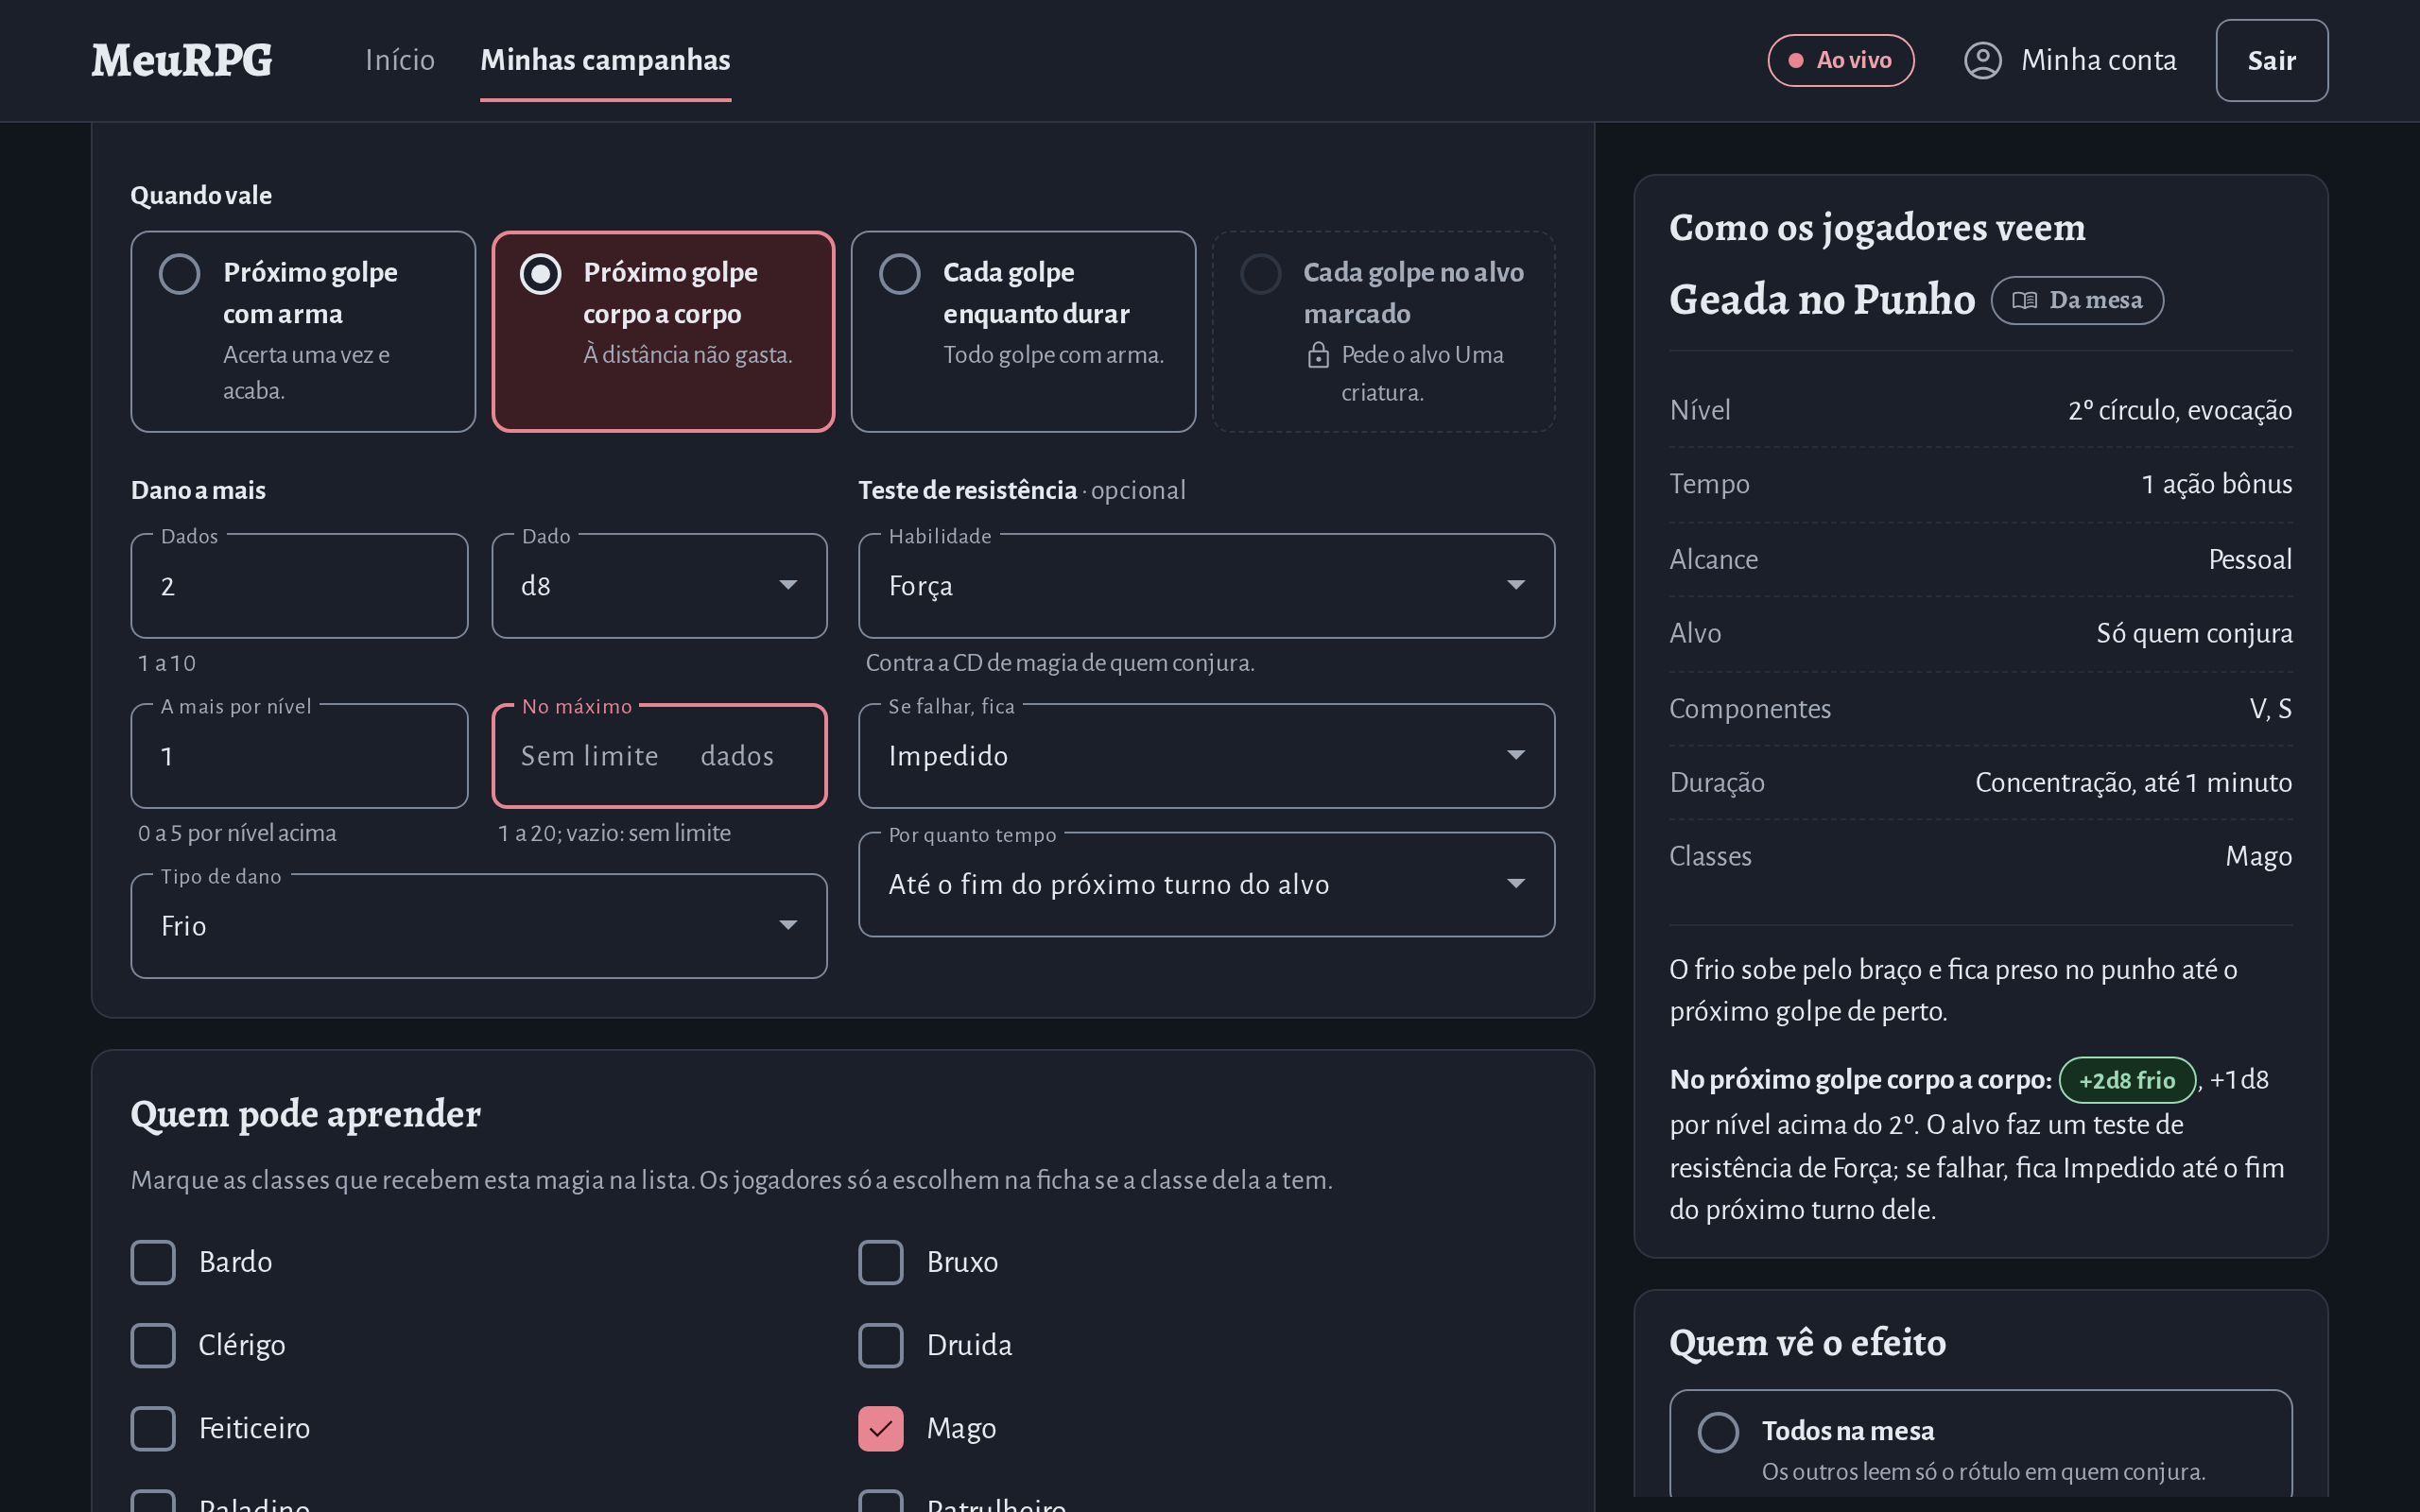 MeuRPG
Início
Minhas campanhas
Ao vivo
Minha conta
Sair
Quando vale
Próximo golpe
com arma
Acerta uma vez e
acaba.
Próximo golpe
corpo a corpo
À distância não gasta.
Cada golpe
enquanto durar
Todo golpe com arma.
Cada golpe no alvo
marcado
Pede o alvo Uma
criatura.
Dano a mais
Dados
2
1 a 10
Dado
d8
A mais por nível
1
0 a 5 por nível acima
No máximo
Sem limite dados
1 a 20; vazio: sem limite
Tipo de dano
Frio
Teste de resistência · opcional
Habilidade
Força
Contra a CD de magia de quem conjura.
Se falhar, fica
Impedido
Por quanto tempo
Até o fim do próximo turno do alvo
Quem pode aprender
Marque as classes que recebem esta magia na lista. Os jogadores só a escolhem na ficha se a classe dela a tem.
Bardo
Bruxo
Clérigo
Druida
Feiticeiro
Mago
Paladino
Patrulheiro
Como os jogadores veem
Geada no Punho
Da mesa
Nível 2º círculo, evocação
Tempo 1 ação bônus
Alcance Pessoal
Alvo Só quem conjura
Componentes V, S
Duração Concentração, até 1 minuto
Classes Mago
O frio sobe pelo braço e fica preso no punho até o
próximo golpe de perto.
No próximo golpe corpo a corpo: +2d8 frio, +1d8
por nível acima do 2º. O alvo faz um teste de
resistência de Força; se falhar, fica Impedido até o fim
do próximo turno dele.
Quem vê o efeito
Todos na mesa
Os outros leem só o rótulo em quem conjura.